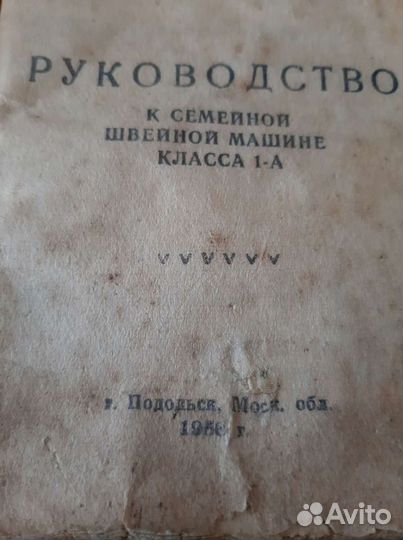 РУКОВОДСТВО
К СЕМЕЙНОЙ
ШВЕЙНОЙ МАШИНЕ
КЛАССА 1-А
г. Подольск, Моск. обл.
г.
Avito